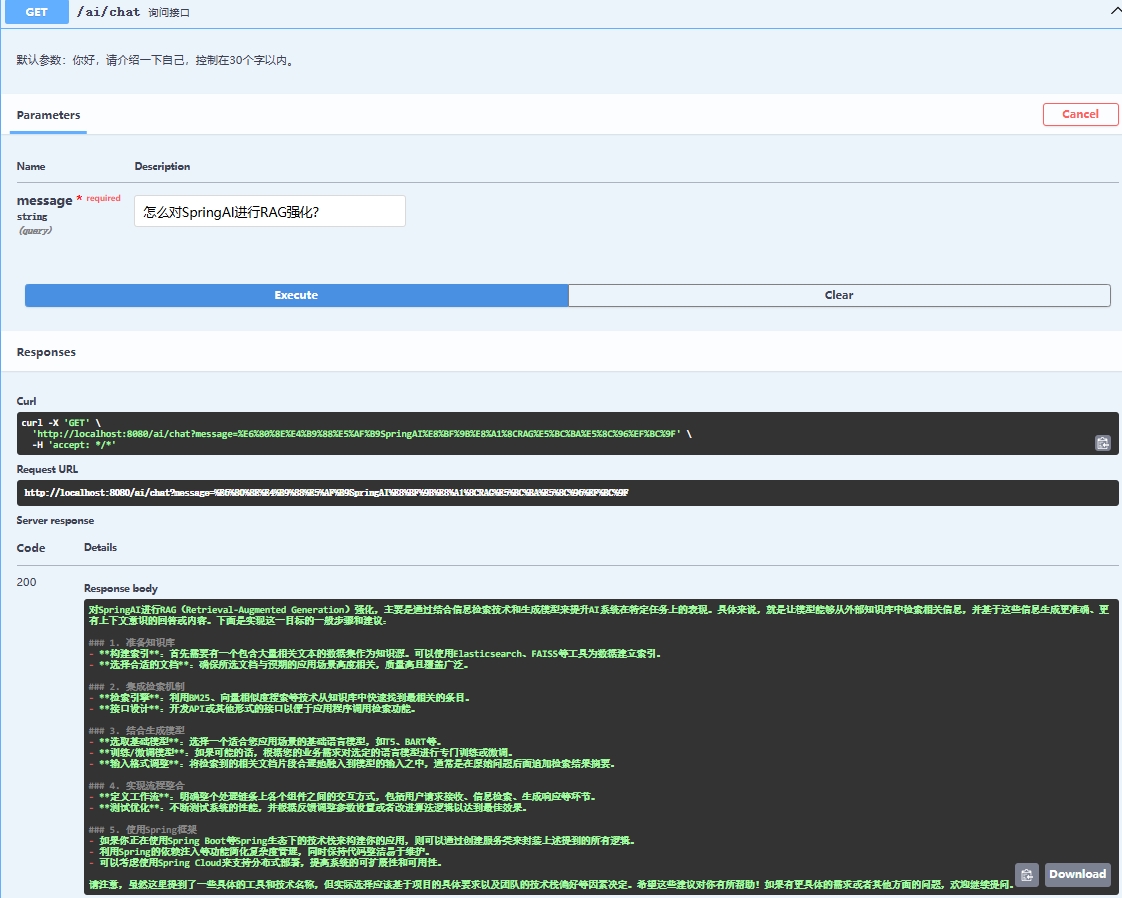 GET /ai/chat 询问接口
默认参数：你好，请介绍一下自己，控制在30个字以内。
Parameters
Cancel
Name Description
message * required
string
(query)
怎么对SpringAI进行RAG强化？
Execute Clear
Responses
Curl
curl -X 'GET' \
'http://localhost:8080/ai/chat?message=%E6%80%8E%E4%B9%88%E5%AF%B9SpringAI%E8%BF%9B%E8%A1%8CRAG%E5%BC%BA%E5%8C%96%EF%BC%9F' \
-H 'accept: */*'
Request URL
http://localhost:8080/ai/chat?message=%E6%80%8E%E4%B9%88%E5%AF%B9SpringAI%E8%BF%9B%E8%A1%8CRAG%E5%BC%BA%E5%8C%96%EF%BC%9F
Server response
Code Details
200
Response body
对SpringAI进行RAG（Retrieval-Augmented Generation）强化，主要是通过结合信息检索技术和生成模型来提升AI系统在特定任务上的表现。具体来说，就是让模型能够从外部知识库中检索相关信息，并基于这些信息生成更准确、更
有上下文意识的回答或内容。下面是实现这一目标的一般步骤和建议：
### 1. 准备知识库
- **构建索引**：首先需要有一个包含大量相关文本的数据集作为知识源。可以使用Elasticsearch、FAISS等工具为数据建立索引。
- **选择合适的文档**：确保所选文档与预期的应用场景高度相关，质量高且覆盖广泛。
### 2. 集成检索机制
- **检索引擎**：利用BM25、向量相似度搜索等技术从知识库中快速找到最相关的条目。
- **接口设计**：开发API或其他形式的接口以便于应用程序调用检索功能。
### 3. 结合生成模型
- **选取基础模型**：选择一个适合您应用场景的基础语言模型，如T5、BART等。
- **训练/微调模型**：如果可能的话，根据您的业务需求对选定的语言模型进行专门训练或微调。
- **输入格式调整**：将检索到的相关文档片段合理地融入到模型的输入之中，通常是在原始问题后面追加检索结果摘要。
### 4. 实现流程整合
- **定义工作流**：明确整个处理链条上各个组件之间的交互方式，包括用户请求接收、信息检索、生成响应等环节。
- **测试优化**：不断测试系统的性能，并根据反馈调整参数设置或者改进算法逻辑以达到最佳效果。
### 5. 使用Spring框架
- 如果你正在使用Spring Boot等Spring生态下的技术栈来构建你的应用，则可以通过创建服务类来封装上述提到的所有逻辑。
- 利用Spring的依赖注入等功能简化复杂度管理，同时保持代码整洁易于维护。
- 可以考虑使用Spring Cloud来支持分布式部署，提高系统的可扩展性和可用性。
请注意，虽然这里提到了一些具体的工具和技术名称，但实际选择应该基于项目的具体要求以及团队的技术栈偏好等因素决定。希望这些建议对你有所帮助！如果有更具体的需求或者其他方面的问题，欢迎继续提问。
Download